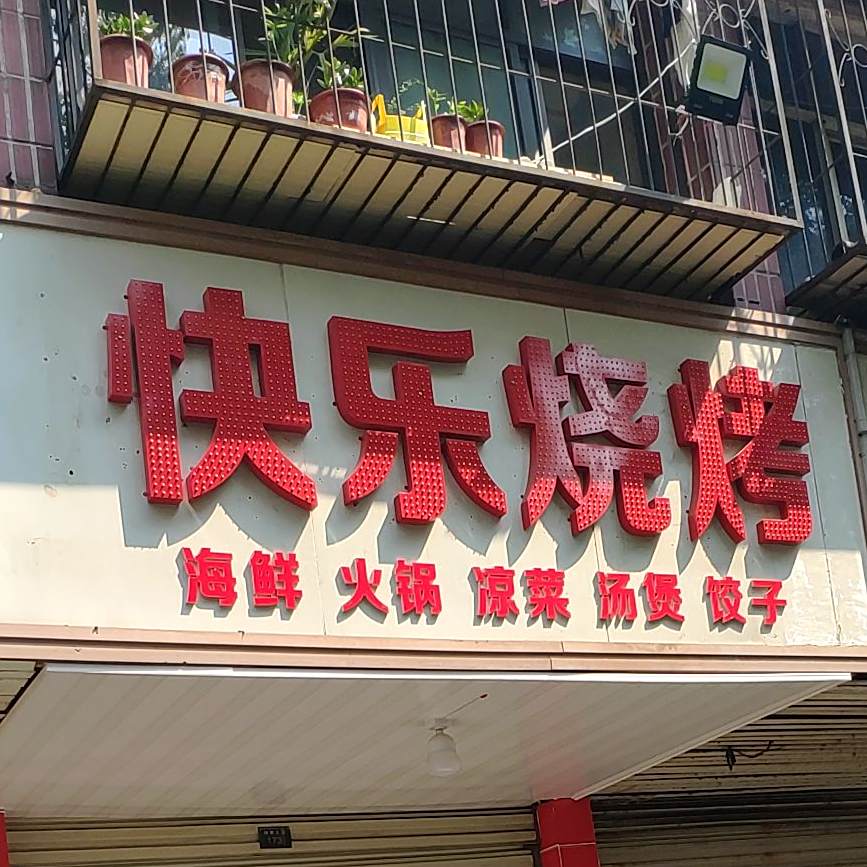 快乐烧烤
海鲜 火锅 凉菜 汤煲 饺子